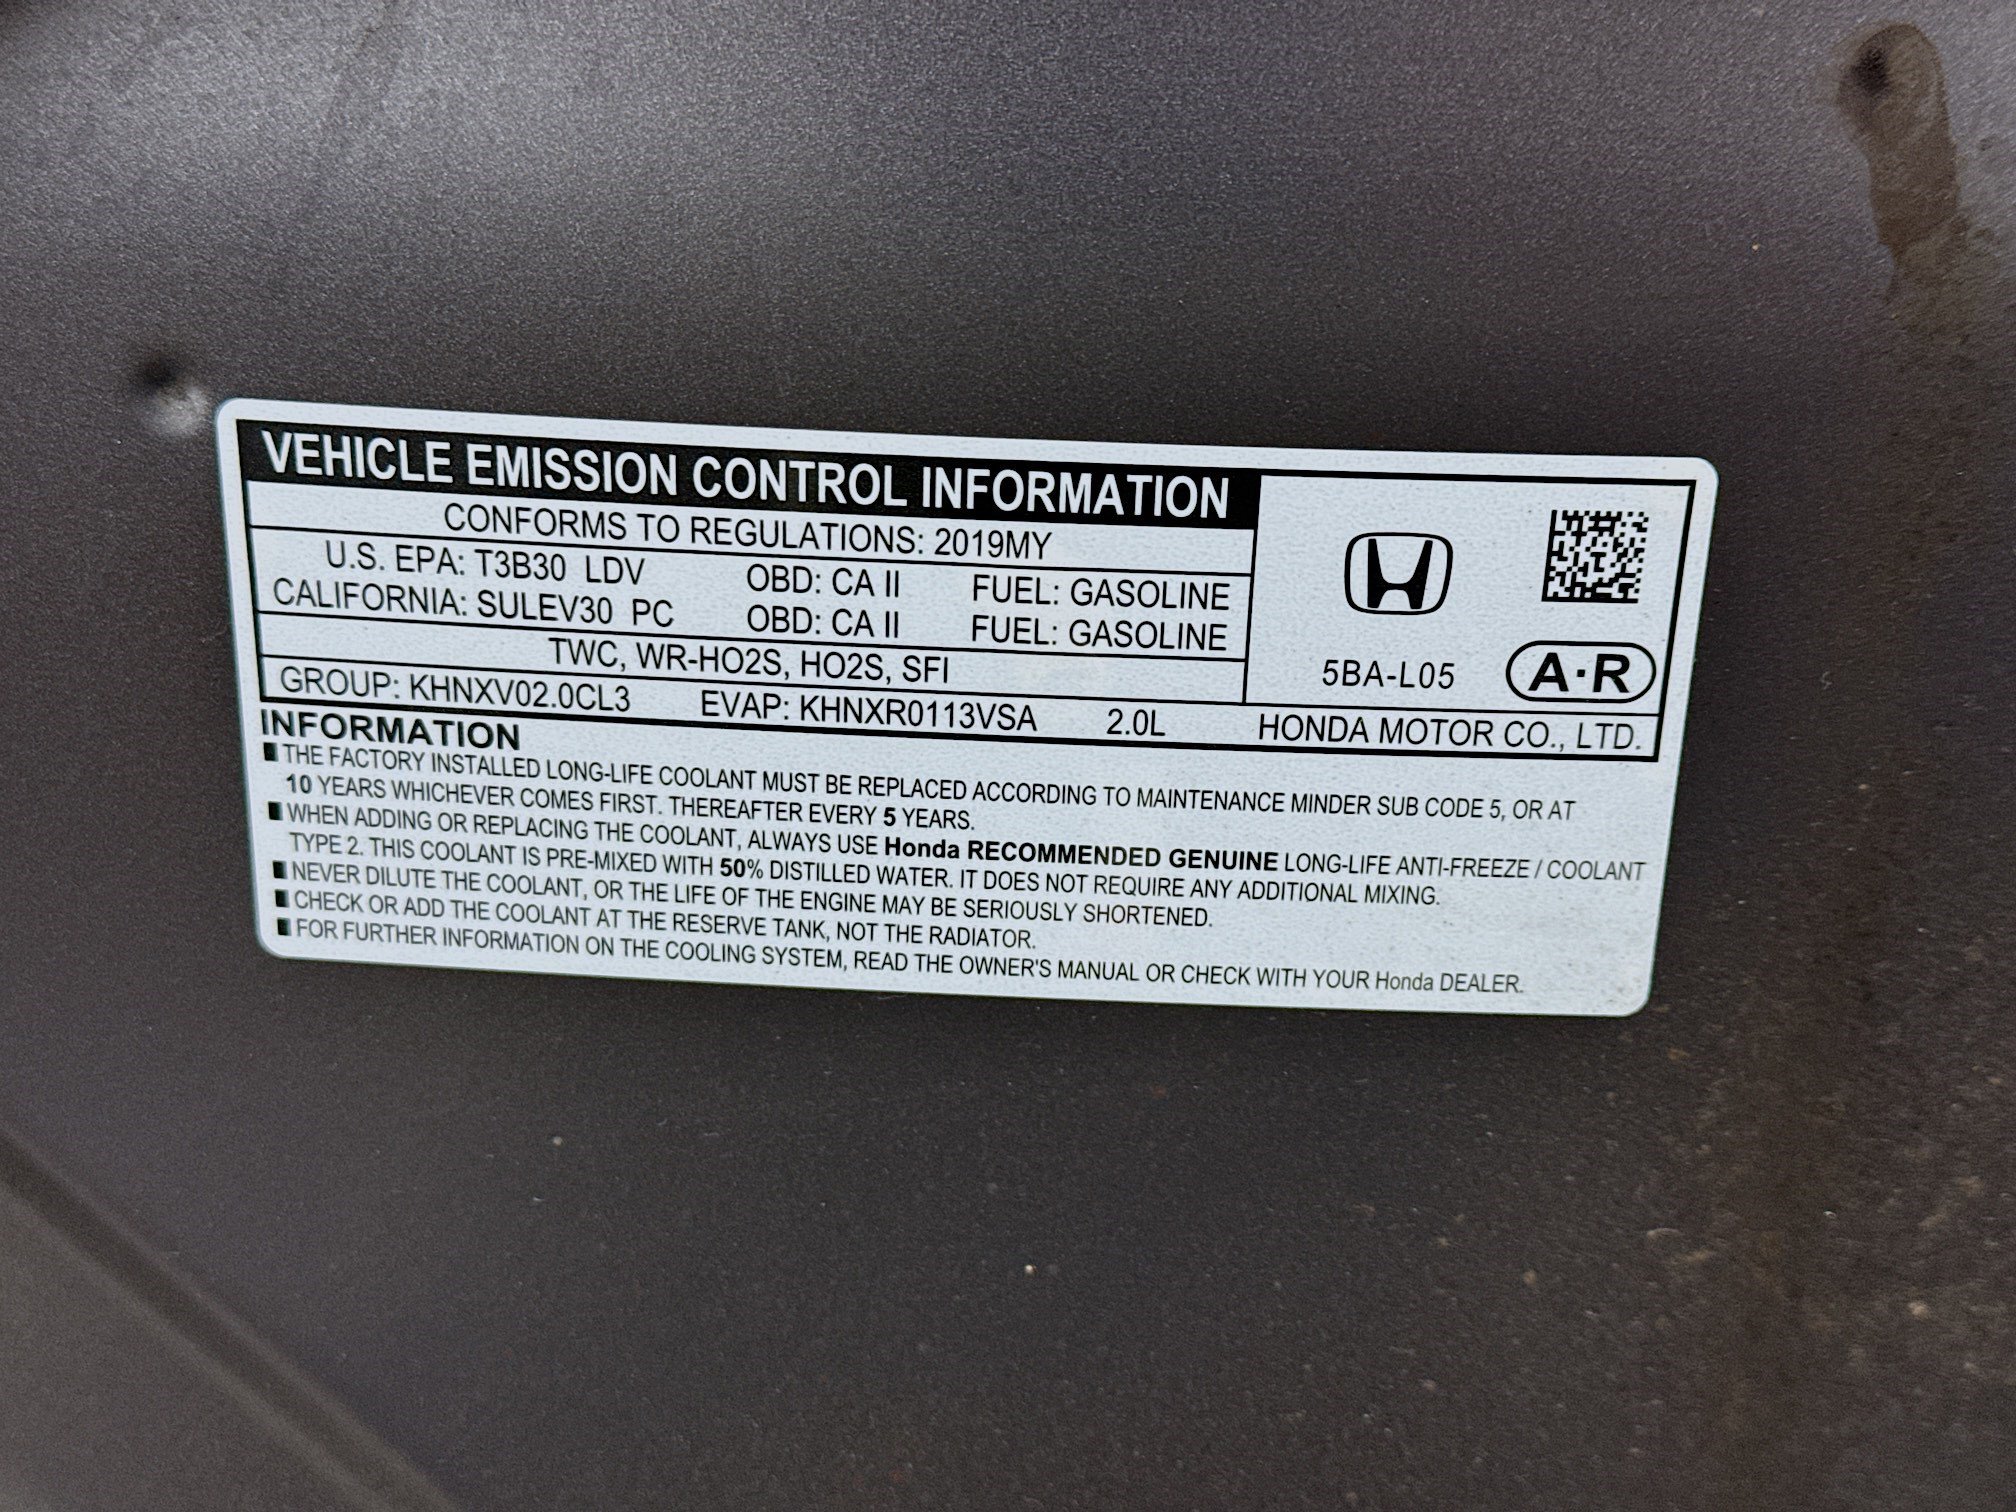 VEHICLE EMISSION CONTROL INFORMATION
CONFORMS TO REGULATIONS: 2019MY
U.S. EPA: T3B30 LDV OBD: CA II FUEL: GASOLINE
CALIFORNIA: SULEV30 PC OBD: CA II FUEL: GASOLINE
TWC, WR-HO2S, HO2S, SFI
5BA-L05 A·R
GROUP: KHNXV02.0CL3 EVAP: KHNXR0113VSA 2.0L HONDA MOTOR CO., LTD.
INFORMATION
■ THE FACTORY INSTALLED LONG-LIFE COOLANT MUST BE REPLACED ACCORDING TO MAINTENANCE MINDER SUB CODE 5, OR AT
10 YEARS WHICHEVER COMES FIRST. THEREAFTER EVERY 5 YEARS.
■ WHEN ADDING OR REPLACING THE COOLANT, ALWAYS USE Honda RECOMMENDED GENUINE LONG-LIFE ANTI-FREEZE / COOLANT
TYPE 2. THIS COOLANT IS PRE-MIXED WITH 50% DISTILLED WATER. IT DOES NOT REQUIRE ANY ADDITIONAL MIXING.
■ NEVER DILUTE THE COOLANT, OR THE LIFE OF THE ENGINE MAY BE SERIOUSLY SHORTENED.
■ CHECK OR ADD THE COOLANT AT THE RESERVE TANK, NOT THE RADIATOR.
■ FOR FURTHER INFORMATION ON THE COOLING SYSTEM, READ THE OWNER'S MANUAL OR CHECK WITH YOUR Honda DEALER.